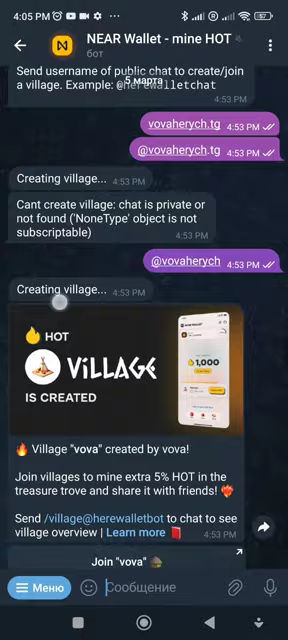 4:05 PM
57
NEAR Wallet - mine HOT
бот
Send username of public chat to create/join
a village. Example: @herewalletchat
5 марта
4:53 PM
vovaherych.tg 4:53 PM
@vovaherych.tg 4:53 PM
Creating village... 4:53 PM
Cant create village: chat is private or
not found ('NoneType' object is not
subscriptable) 4:53 PM
@vovaherych 4:53 PM
Creating village... 4:53 PM
HOT
ViLLAGE
IS CREATED
1,000
🔥 Village "vova" created by vova!
Join villages to mine extra 5% HOT in the
treasure trove and share it with friends! ❤️‍🔥
Send /village@herewalletbot to chat to see
village overview | Learn more 4:53 PM
Join "vova"
Меню
Сообщение